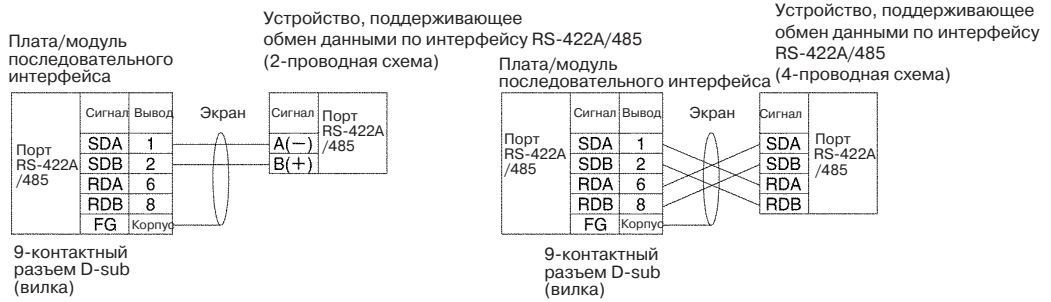 Плата/модуль
последовательного
интерфейса
Устройство, поддерживающее
обмен данными по интерфейсу RS-422A/485
(2-проводная схема)
Сигнал Вывод Экран Сигнал
Порт
RS-422A
/485
Порт
RS-422A
/485
SDA 1 A(−)
SDB 2 B(+)
RDA 6
RDB 8
FG Корпус
9-контактный
разъем D-sub
(вилка)
Плата/модуль
последовательного интерфейса
Устройство, поддерживающее
обмен данными по интерфейсу
RS-422A/485
(4-проводная схема)
Сигнал Вывод Экран Сигнал
Порт
RS-422A
/485
Порт
RS-422A
/485
SDA 1 SDA
SDB 2 SDB
RDA 6 RDA
RDB 8 RDB
FG Корпус
9-контактный
разъем D-sub
(вилка)